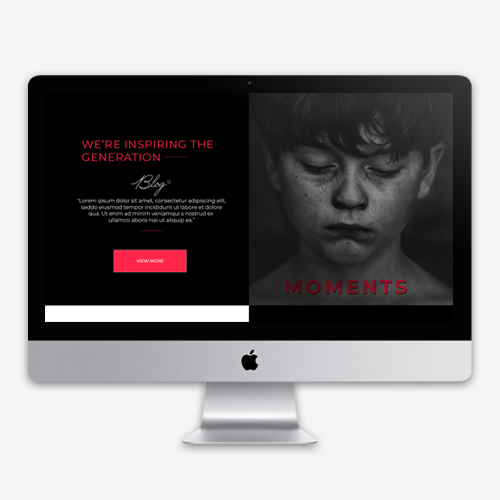 WE'RE INSPIRING THE
GENERATION
Blog
"Lorem ipsum dolor sit amet, consectetur adipiscing elit,
seddo eiusmod tempor incididunt ut labore et dolore
qua. Ut enim ad minim veniamqui s nostrud ex
ullamco aboris nisi ut aliquip ea."
VIEW MORE
MOMENTS